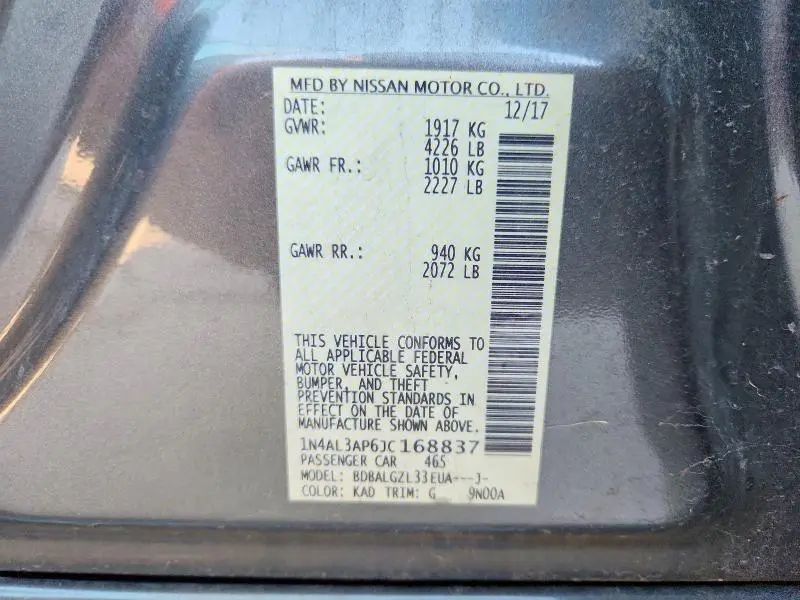 MFD BY NISSAN MOTOR CO., LTD.
DATE: 12/17
GVWR: 1917 KG
4226 LB
GAWR FR.: 1010 KG
2227 LB
GAWR RR.: 940 KG
2072 LB
THIS VEHICLE CONFORMS TO
ALL APPLICABLE FEDERAL
MOTOR VEHICLE SAFETY,
BUMPER, AND THEFT
PREVENTION STANDARDS IN
EFFECT ON THE DATE OF
MANUFACTURE SHOWN ABOVE.
1N4AL3AP6JC168837
PASSENGER CAR 465
MODEL: BDBALGZL33EUA---J-
COLOR: KAD TRIM: G 9N00A